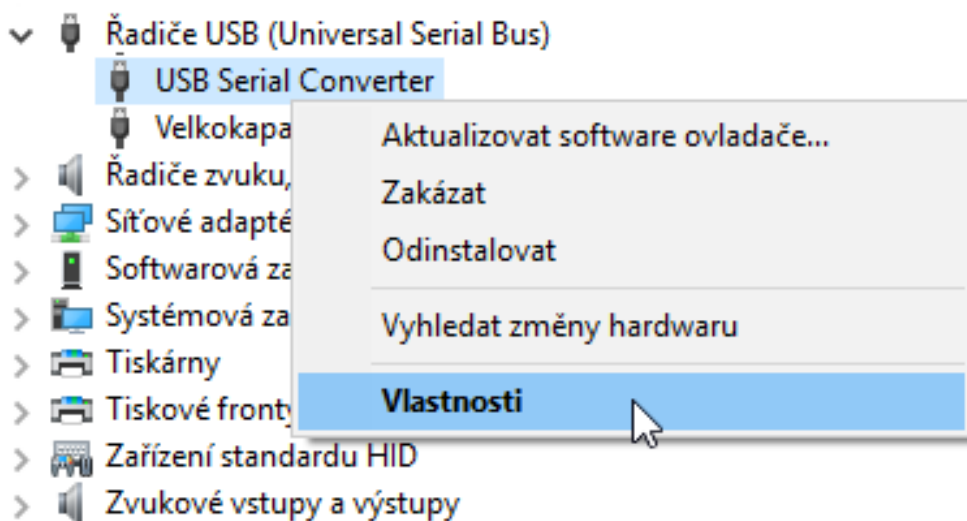 Řadiče USB (Universal Serial Bus)
USB Serial Converter
Velkokapa
Řadiče zvuku,
Síťové adapté
Softwarová za
Systémová za
Tiskárny
Tiskové fronty
Zařízení standardu HID
Zvukové vstupy a výstupy
Aktualizovat software ovladače...
Zakázat
Odinstalovat
Vyhledat změny hardwaru
Vlastnosti